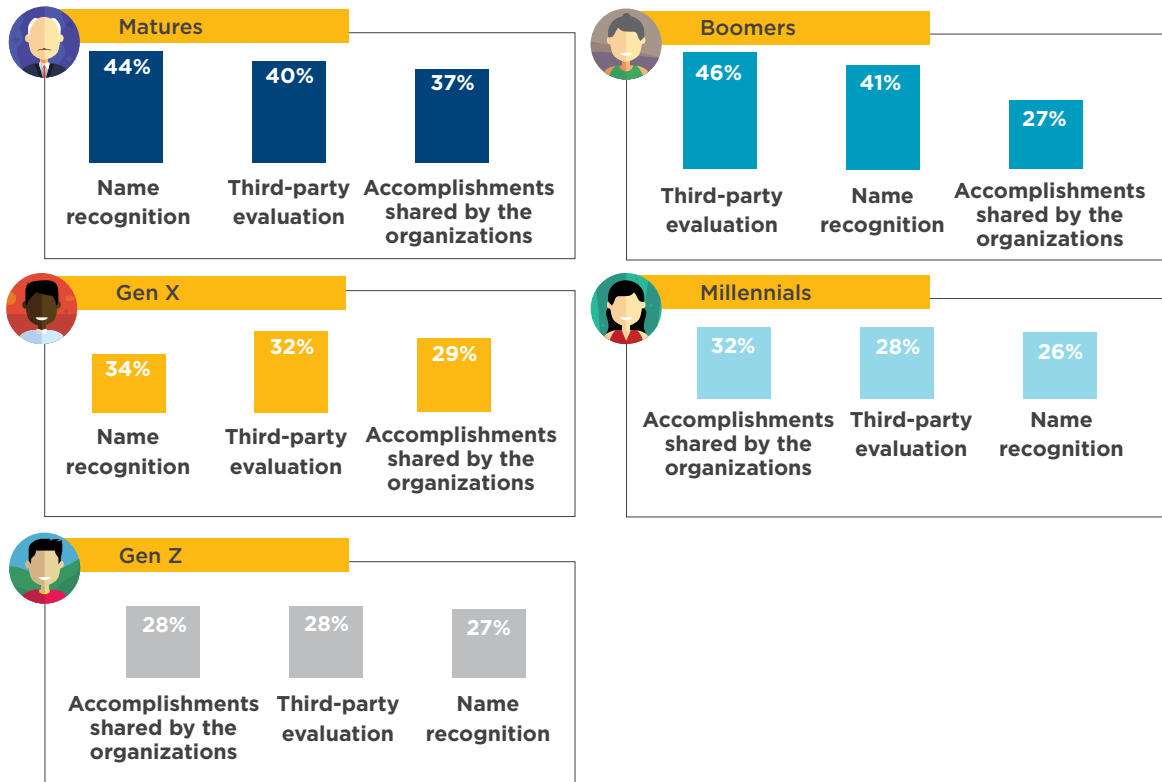 Matures
44%
40%
37%
Name
recognition
Third-party
evaluation
Accomplishments
shared by the
organizations
Boomers
46%
41%
27%
Third-party
evaluation
Name
recognition
Accomplishments
shared by the
organizations
Gen X
34%
32%
29%
Name
recognition
Third-party
evaluation
Accomplishments
shared by the
organizations
Millennials
32%
28%
26%
Accomplishments
shared by the
organizations
Third-party
evaluation
Name
recognition
Gen Z
28%
28%
27%
Accomplishments
shared by the
organizations
Third-party
evaluation
Name
recognition